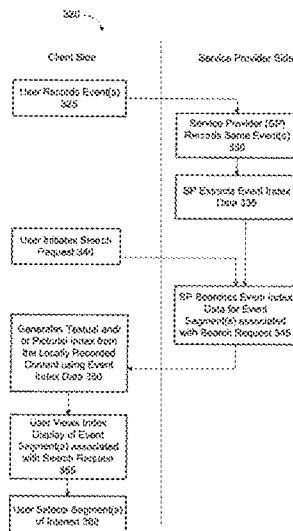 320
Client Side
Service Provider Side
User Records Event(s)
325
Service Provider (SP)
Records Same Event(s)
330
SP Extracts Event Index
Data 335
User Initiates Search
Request 340
SP Searches Event Index
Data for Event
Segment(s) associated
with Search Request 345
Generates Textual and/
or Pictorial Index from
the Locally Recorded
Content using Event
Index Data 350
User Views Index
Display of Event
Segment(s) associated
with Search Request
355
User Selects Segment(s)
of Interest 360